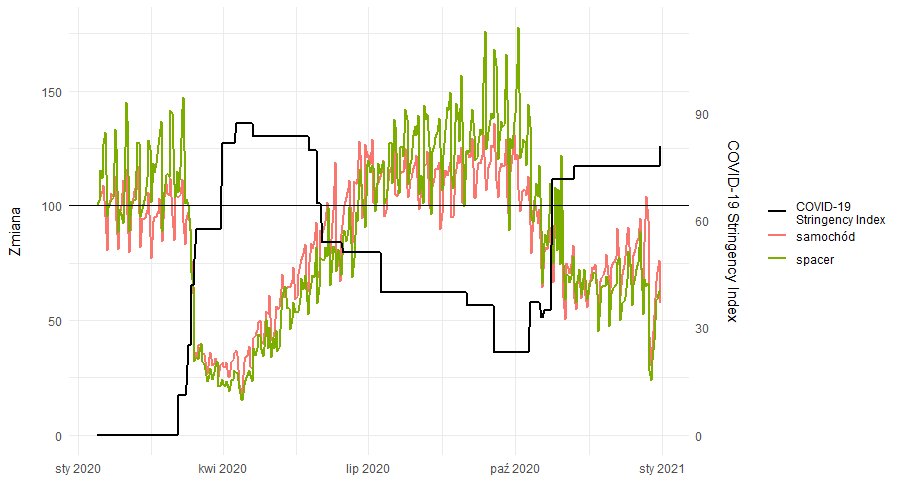 Zmiana
150
100
50
0
sty 2020
kwi 2020
lip 2020
paź 2020
sty 2021
90
60
30
0
COVID-19 Stringency Index
COVID-19
Stringency Index
samochód
spacer